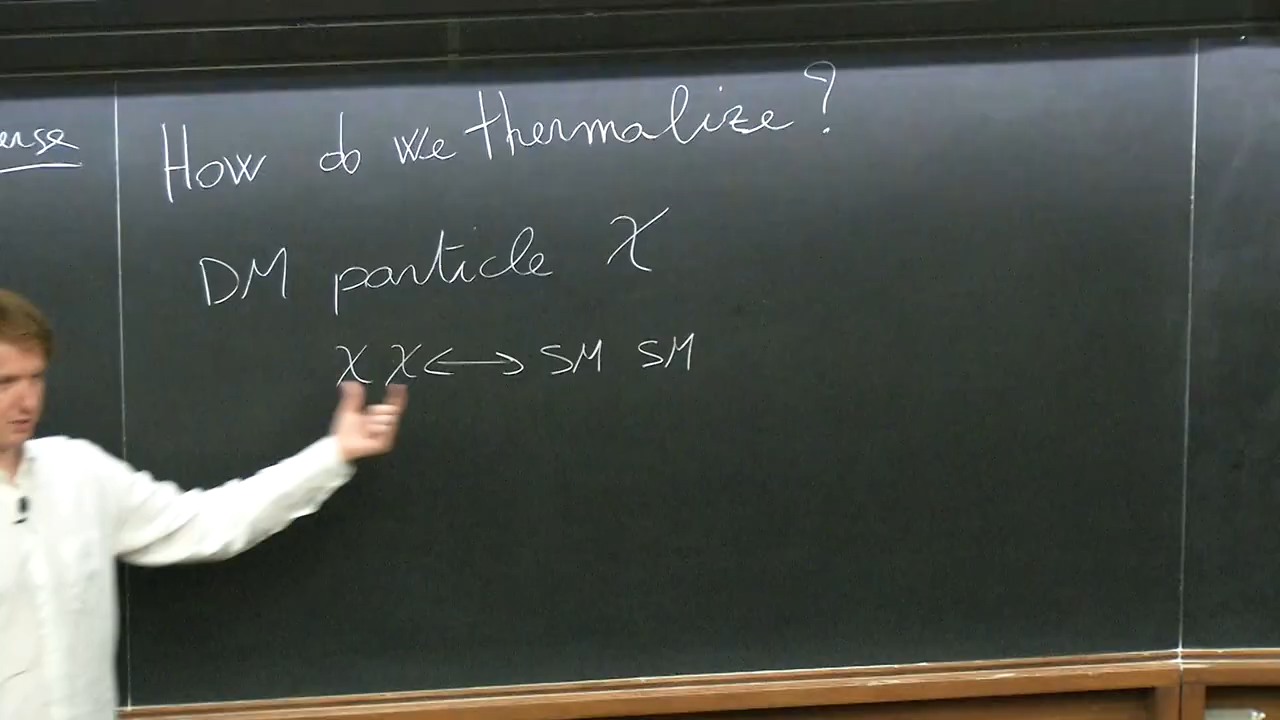 How do we thermalize?
DM particle χ
χ χ ⟷ SM SM